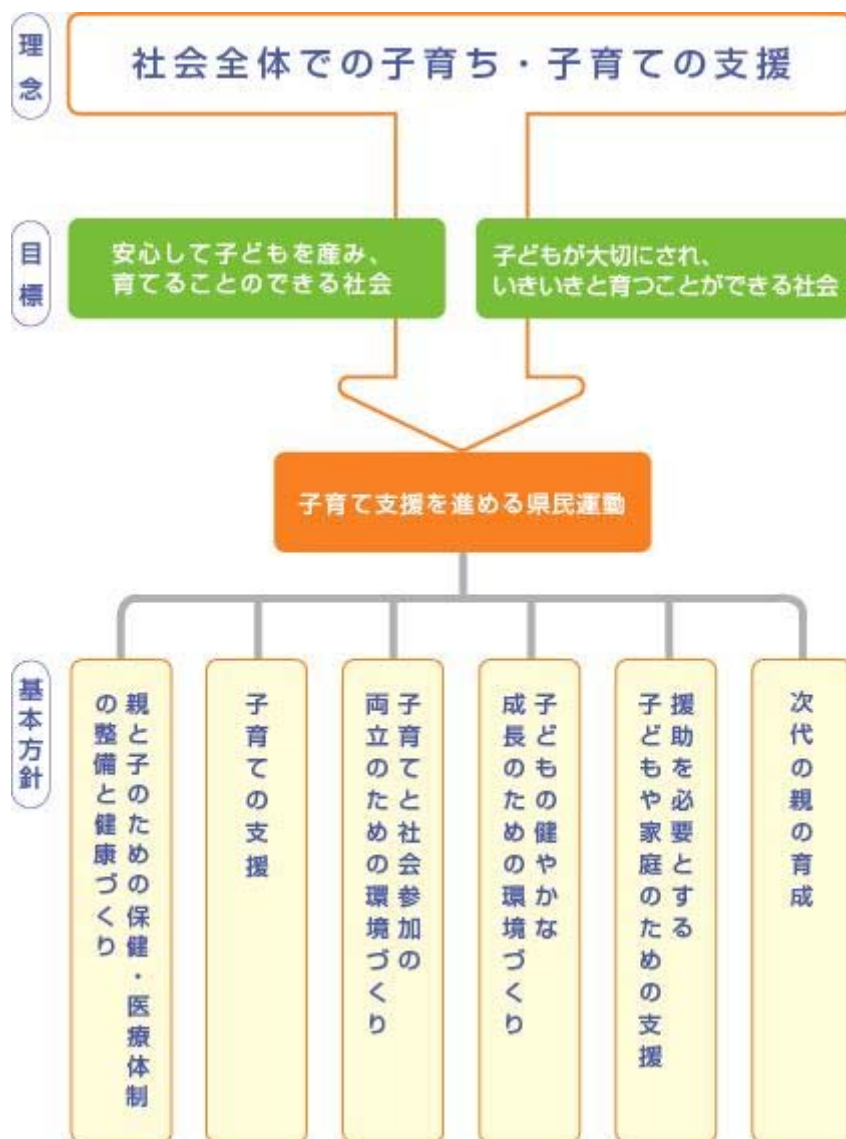 理念
社会全体での子育ち・子育ての支援
目標
安心して子どもを産み、
育てることのできる社会
子どもが大切にされ、
いきいきと育つことができる社会
子育て支援を進める県民運動
基本方針
親と子のための保健・医療体制
の整備と健康づくり
子育ての支援
子育てと社会参加の
両立のための環境づくり
子どもの健やかな
成長のための環境づくり
援助を必要とする
子どもや家庭のための支援
次代の親の育成